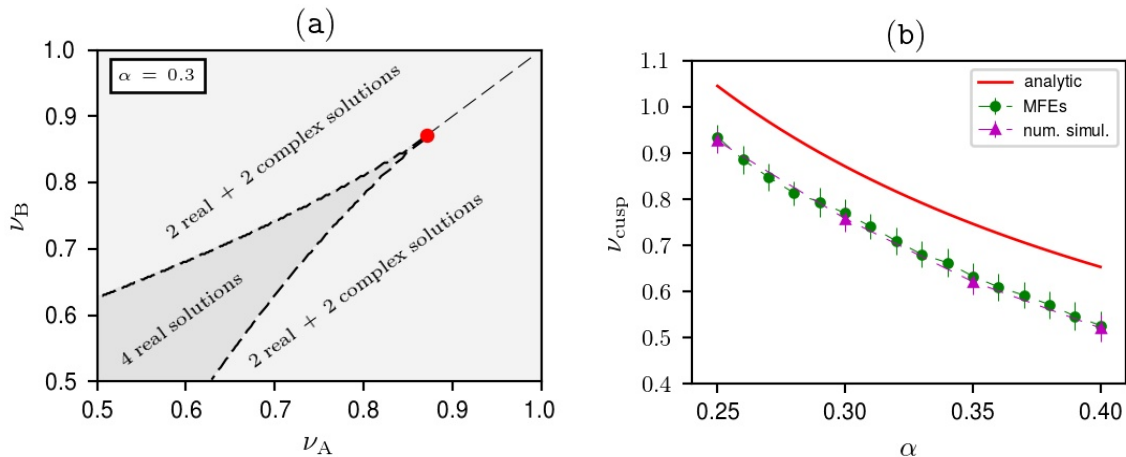 (a)
1.0
0.9
0.8
0.7
0.6
0.5
ν_B
α = 0.3
2 real + 2 complex solutions
4 real solutions
2 real + 2 complex solutions
0.5 0.6 0.7 0.8 0.9 1.0
ν_A
(b)
1.1
1.0
0.9
0.8
0.7
0.6
0.5
0.4
ν_cusp
analytic
MFEs
num. simul.
0.25 0.30 0.35 0.40
α